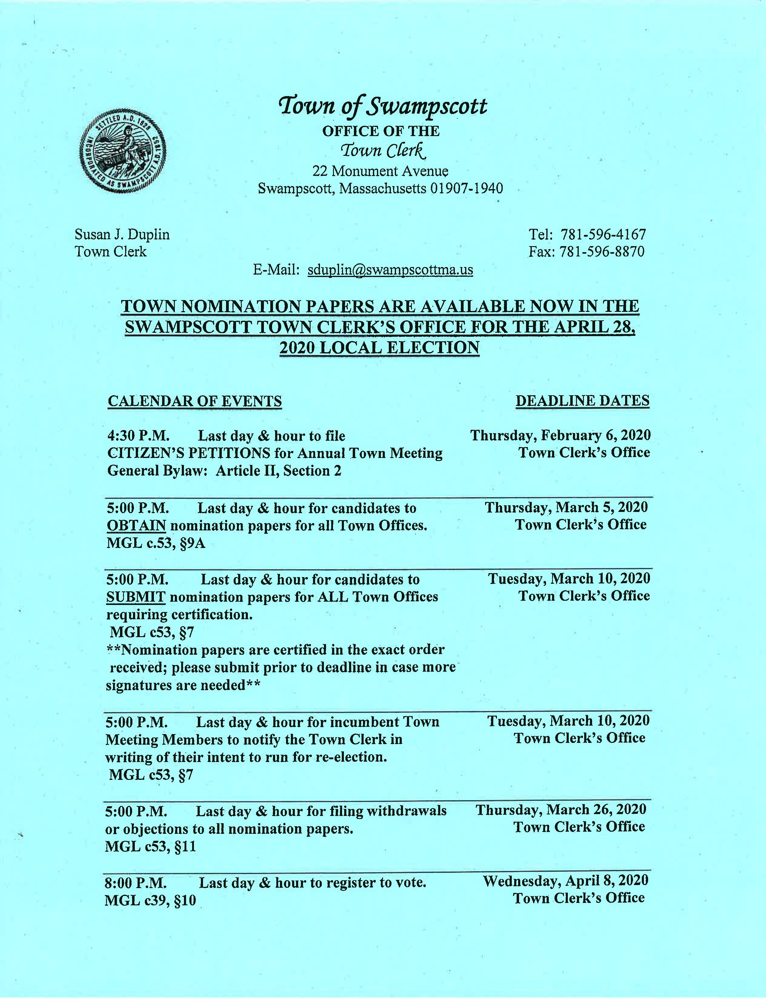 Town of Swampscott
OFFICE OF THE
Town Clerk
22 Monument Avenue
Swampscott, Massachusetts 01907-1940
SETTLED A.D. 1629
INCORPORATED AS SWAMPSCOTT A.D. 1852
Susan J. Duplin
Town Clerk
Tel: 781-596-4167
Fax: 781-596-8870
E-Mail: sduplin@swampscottma.us
TOWN NOMINATION PAPERS ARE AVAILABLE NOW IN THE
SWAMPSCOTT TOWN CLERK'S OFFICE FOR THE APRIL 28,
2020 LOCAL ELECTION
CALENDAR OF EVENTS DEADLINE DATES
4:30 P.M. Last day & hour to file Thursday, February 6, 2020
CITIZEN'S PETITIONS for Annual Town Meeting Town Clerk's Office
General Bylaw: Article II, Section 2
5:00 P.M. Last day & hour for candidates to Thursday, March 5, 2020
OBTAIN nomination papers for all Town Offices. Town Clerk's Office
MGL c.53, §9A
5:00 P.M. Last day & hour for candidates to Tuesday, March 10, 2020
SUBMIT nomination papers for ALL Town Offices Town Clerk's Office
requiring certification.
MGL c53, §7
**Nomination papers are certified in the exact order
received; please submit prior to deadline in case more
signatures are needed**
5:00 P.M. Last day & hour for incumbent Town Tuesday, March 10, 2020
Meeting Members to notify the Town Clerk in Town Clerk's Office
writing of their intent to run for re-election.
MGL c53, §7
5:00 P.M. Last day & hour for filing withdrawals Thursday, March 26, 2020
or objections to all nomination papers. Town Clerk's Office
MGL c53, §11
8:00 P.M. Last day & hour to register to vote. Wednesday, April 8, 2020
MGL c39, §10 Town Clerk's Office